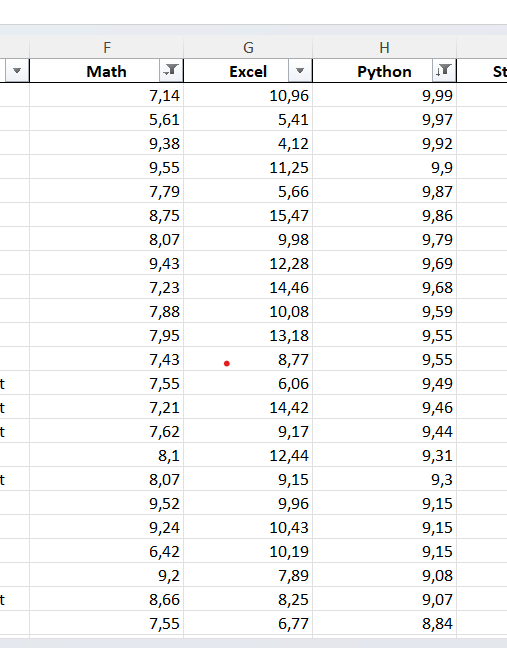 F G H
Math Excel Python St
7,14 10,96 9,99
5,61 5,41 9,97
9,38 4,12 9,92
9,55 11,25 9,9
7,79 5,66 9,87
8,75 15,47 9,86
8,07 9,98 9,79
9,43 12,28 9,69
7,23 14,46 9,68
7,88 10,08 9,59
7,95 13,18 9,55
7,43 8,77 9,55
t 7,55 6,06 9,49
t 7,21 14,42 9,46
t 7,62 9,17 9,44
8,1 12,44 9,31
t 8,07 9,15 9,3
9,52 9,96 9,15
9,24 10,43 9,15
6,42 10,19 9,15
9,2 7,89 9,08
t 8,66 8,25 9,07
7,55 6,77 8,84